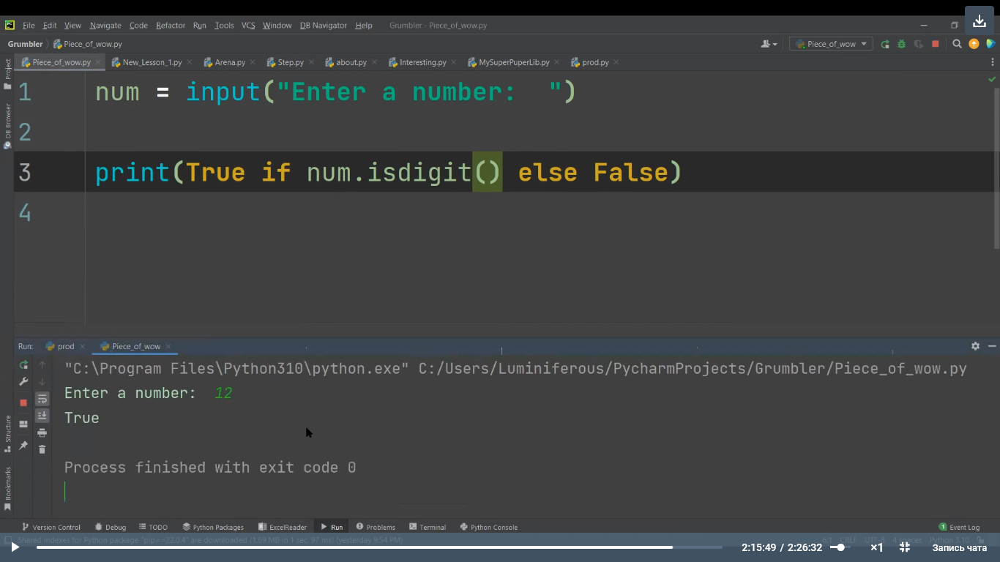 File Edit View Navigate Code Refactor Run Tools VCS Window DB Navigator Help Grumbler - Piece_of_wow.py
Grumbler Piece_of_wow.py Piece_of_wow
Piece_of_wow.py New_Lesson_1.py Arena.py Step.py about.py Interesting.py MySuperPuperLib.py prod.py
Project
DB Browser
1 num = input("Enter a number:  ")
2
3 print(True if num.isdigit() else False)
4
Run: prod Piece_of_wow
"C:\Program Files\Python310\python.exe" C:/Users/Luminiferous/PycharmProjects/Grumbler/Piece_of_wow.py
Enter a number:  12
True
Process finished with exit code 0
Structure
Bookmarks
Version Control Debug TODO Python Packages ExcelReader Run Problems Terminal Python Console 1 Event Log
Shared indexes for Python package "pip==22.0.4" are downloaded (1.69 MB in 1 sec, 97 ms) (yesterday 9:54 PM) 6:1 CRLF UTF-8 4 spaces Python 3.10
2:15:49 / 2:26:32 ×1 Запись чата